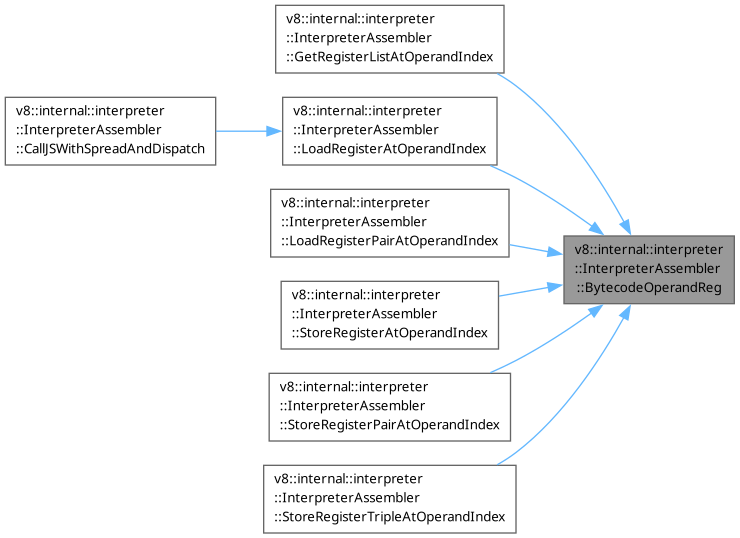 v8::internal::interpreter
::InterpreterAssembler
::GetRegisterListAtOperandIndex
v8::internal::interpreter
::InterpreterAssembler
::CallJSWithSpreadAndDispatch
v8::internal::interpreter
::InterpreterAssembler
::LoadRegisterAtOperandIndex
v8::internal::interpreter
::InterpreterAssembler
::LoadRegisterPairAtOperandIndex
v8::internal::interpreter
::InterpreterAssembler
::BytecodeOperandReg
v8::internal::interpreter
::InterpreterAssembler
::StoreRegisterAtOperandIndex
v8::internal::interpreter
::InterpreterAssembler
::StoreRegisterPairAtOperandIndex
v8::internal::interpreter
::InterpreterAssembler
::StoreRegisterTripleAtOperandIndex